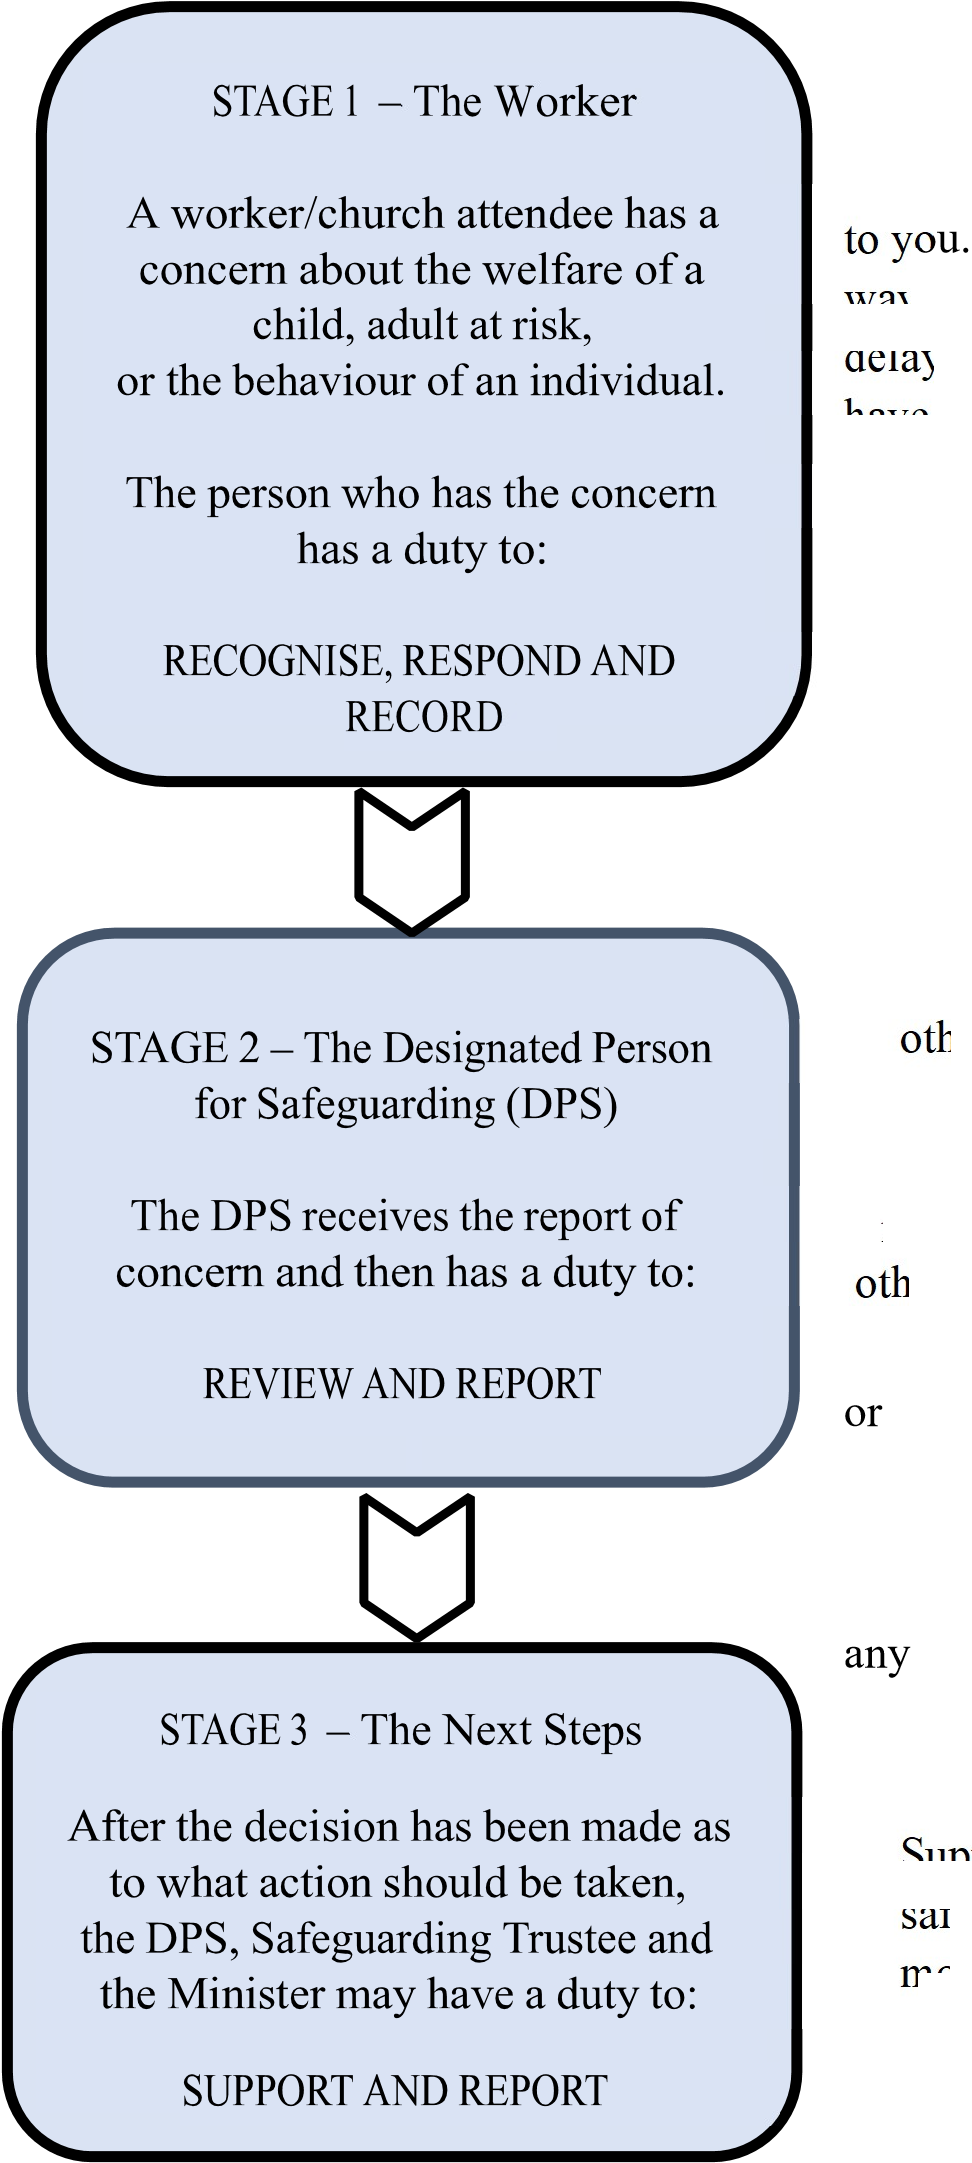 STAGE 1 – The Worker
A worker/church attendee has a
concern about the welfare of a
child, adult at risk,
or the behaviour of an individual.
The person who has the concern
has a duty to:
RECOGNISE, RESPOND AND
RECORD
to you.
way
delay
have
STAGE 2 – The Designated Person
for Safeguarding (DPS)
The DPS receives the report of
concern and then has a duty to:
REVIEW AND REPORT
oth
oth
or
STAGE 3 – The Next Steps
After the decision has been made as
to what action should be taken,
the DPS, Safeguarding Trustee and
the Minister may have a duty to:
SUPPORT AND REPORT
any